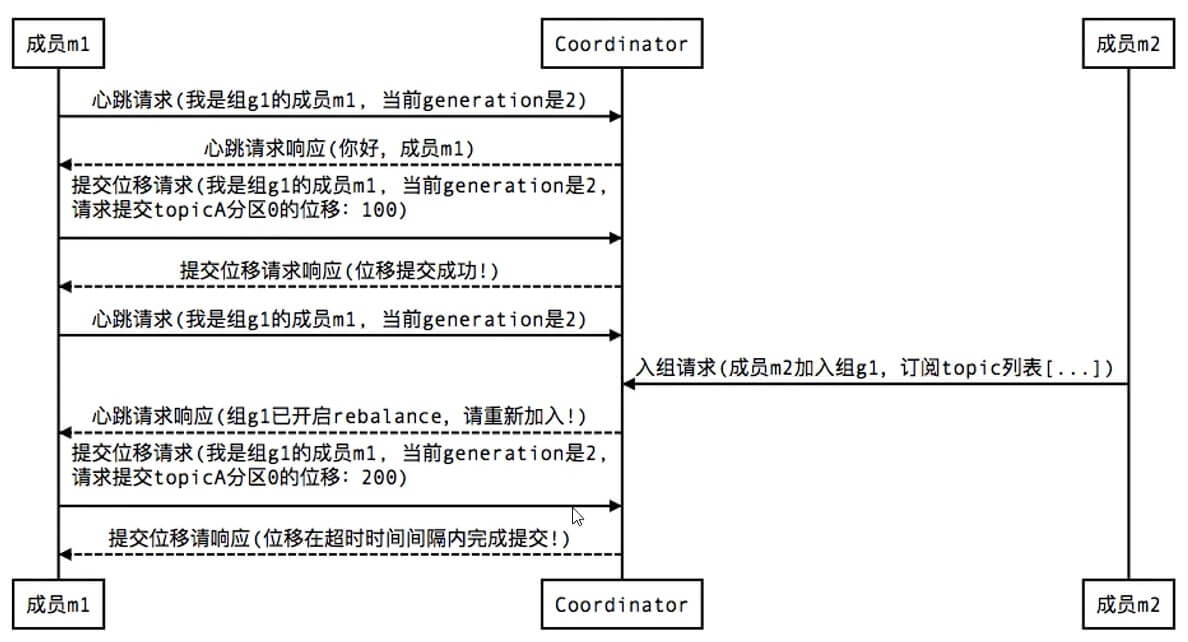 成员m1
Coordinator
成员m2
心跳请求(我是组g1的成员m1, 当前generation是2)
心跳请求响应(你好, 成员m1)
提交位移请求(我是组g1的成员m1, 当前generation是2,
请求提交topicA分区0的位移: 100)
提交位移请求响应(位移提交成功!)
心跳请求(我是组g1的成员m1, 当前generation是2)
入组请求(成员m2加入组g1, 订阅topic列表[...])
心跳请求响应(组g1已开启rebalance, 请重新加入!)
提交位移请求(我是组g1的成员m1, 当前generation是2,
请求提交topicA分区0的位移: 200)
提交位移请响应(位移在超时时间间隔内完成提交!)
成员m1
Coordinator
成员m2